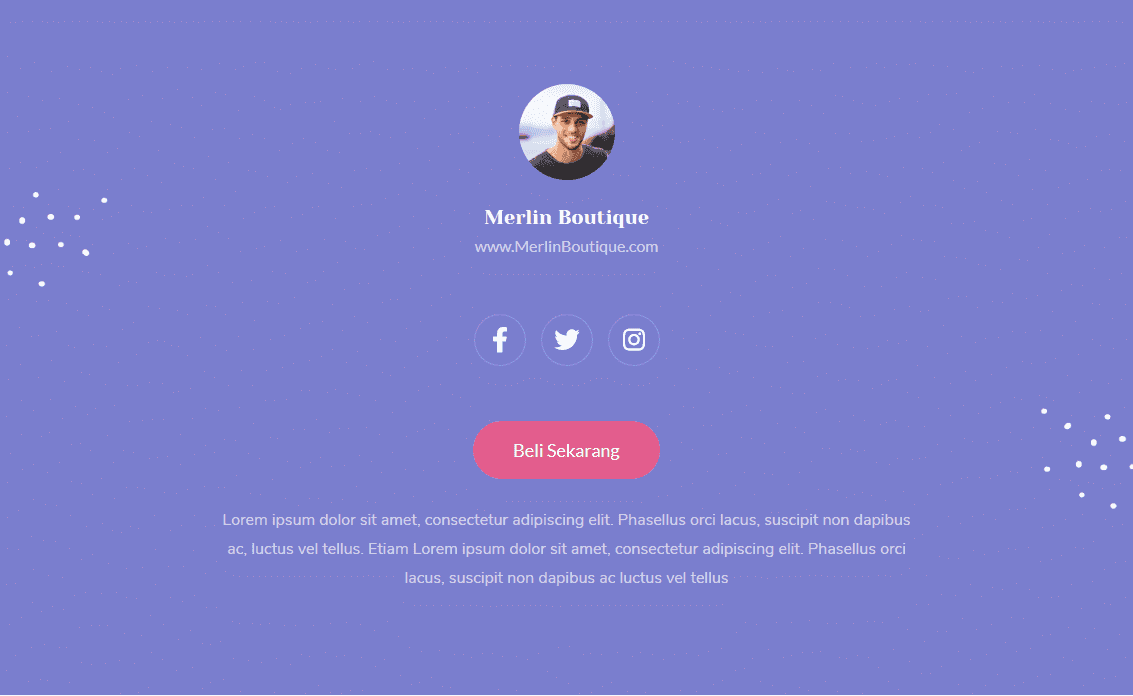 Merlin Boutique
www.MerlinBoutique.com
Beli Sekarang
Lorem ipsum dolor sit amet, consectetur adipiscing elit. Phasellus orci lacus, suscipit non dapibus
ac, luctus vel tellus. Etiam Lorem ipsum dolor sit amet, consectetur adipiscing elit. Phasellus orci
lacus, suscipit non dapibus ac luctus vel tellus